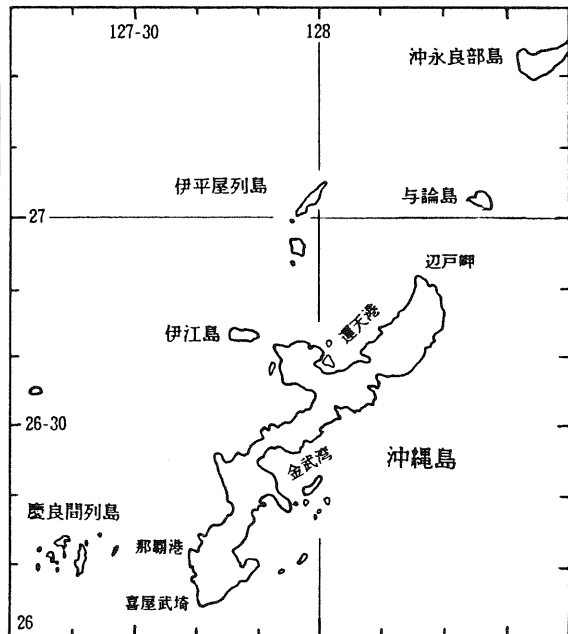 127-30
128
沖永良部島
伊平屋列島
与論島
27
辺戸岬
運天港
伊江島
26-30
金武湾
沖縄島
慶良間列島
那覇港
喜屋武埼
26